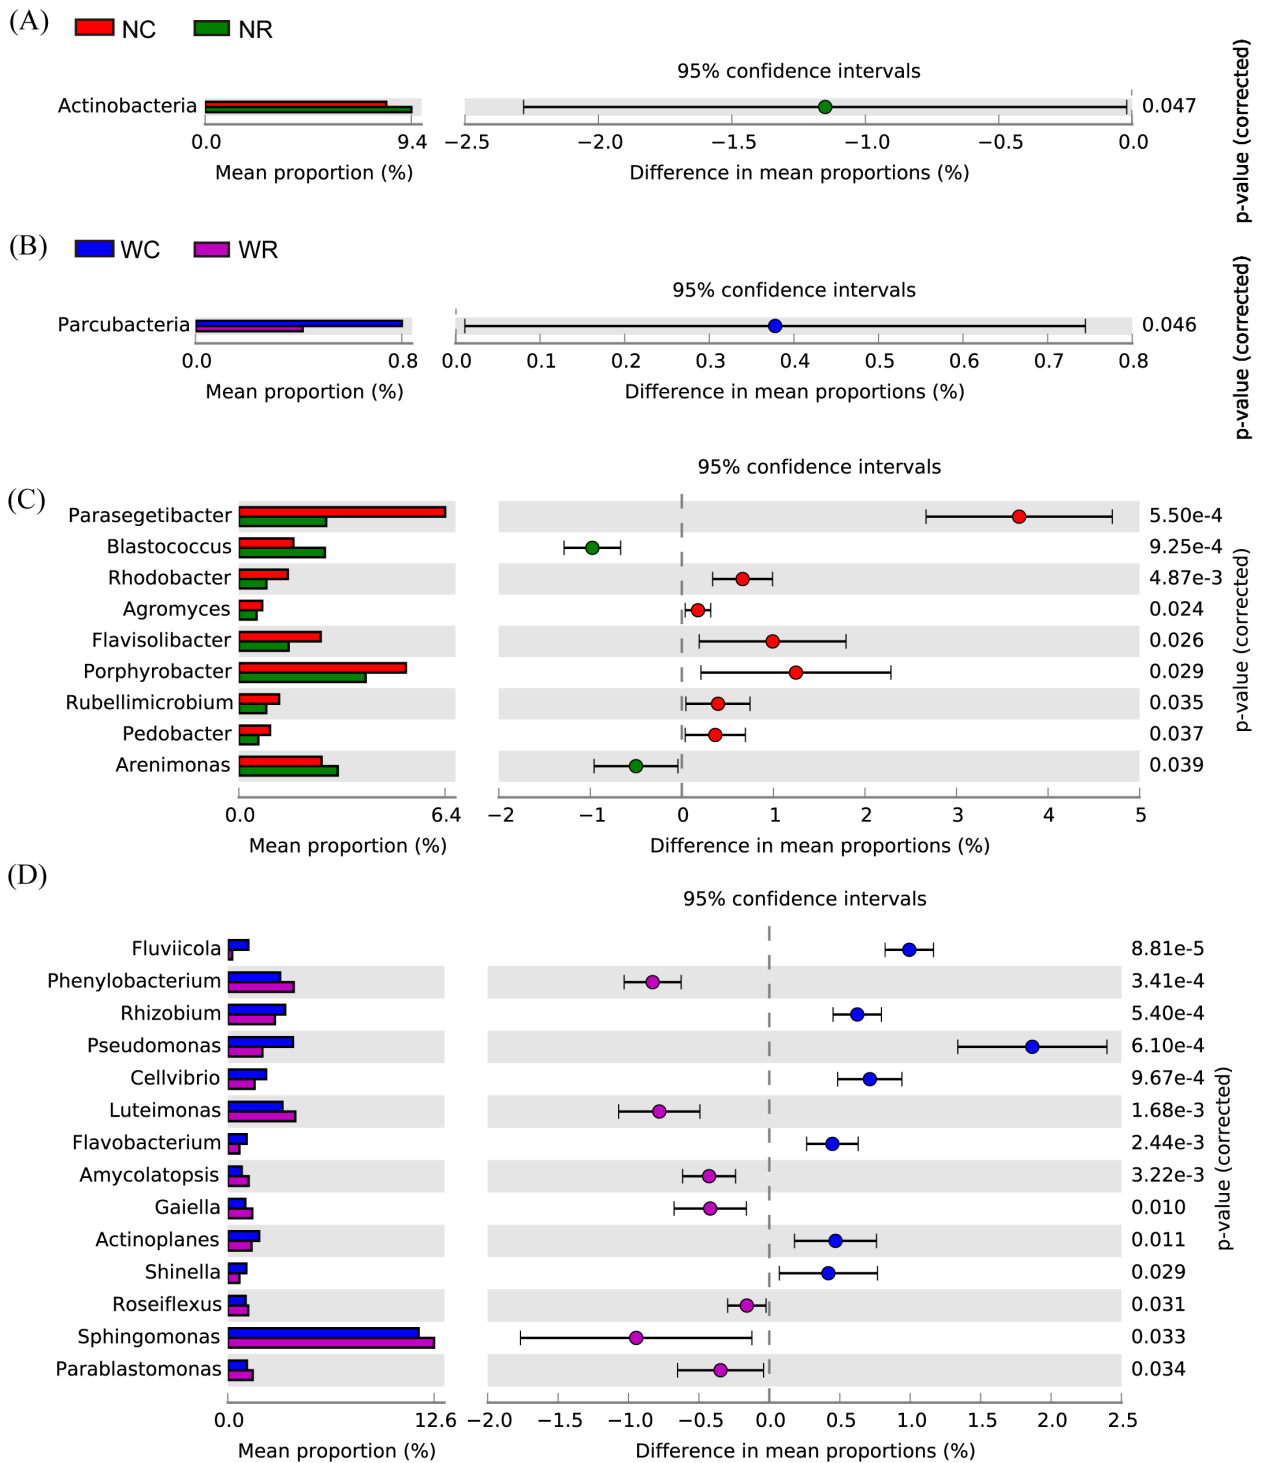 (A) NC NR
95% confidence intervals
Actinobacteria 0.047
0.0 9.4 −2.5 −2.0 −1.5 −1.0 −0.5 0.0
Mean proportion (%) Difference in mean proportions (%)
p-value (corrected)
(B) WC WR
95% confidence intervals
Parcubacteria 0.046
0.0 0.8 0.0 0.1 0.2 0.3 0.4 0.5 0.6 0.7 0.8
Mean proportion (%) Difference in mean proportions (%)
p-value (corrected)
95% confidence intervals
(C)
Parasegetibacter 5.50e-4
Blastococcus 9.25e-4
Rhodobacter 4.87e-3
Agromyces 0.024
Flavisolibacter 0.026
Porphyrobacter 0.029
Rubellimicrobium 0.035
Pedobacter 0.037
Arenimonas 0.039
p-value (corrected)
0.0 6.4 −2 −1 0 1 2 3 4 5
Mean proportion (%) Difference in mean proportions (%)
(D)
95% confidence intervals
Fluviicola 8.81e-5
Phenylobacterium 3.41e-4
Rhizobium 5.40e-4
Pseudomonas 6.10e-4
Cellvibrio 9.67e-4
Luteimonas 1.68e-3
Flavobacterium 2.44e-3
Amycolatopsis 3.22e-3
Gaiella 0.010
Actinoplanes 0.011
Shinella 0.029
Roseiflexus 0.031
Sphingomonas 0.033
Parablastomonas 0.034
p-value (corrected)
0.0 12.6 −2.0 −1.5 −1.0 −0.5 0.0 0.5 1.0 1.5 2.0 2.5
Mean proportion (%) Difference in mean proportions (%)